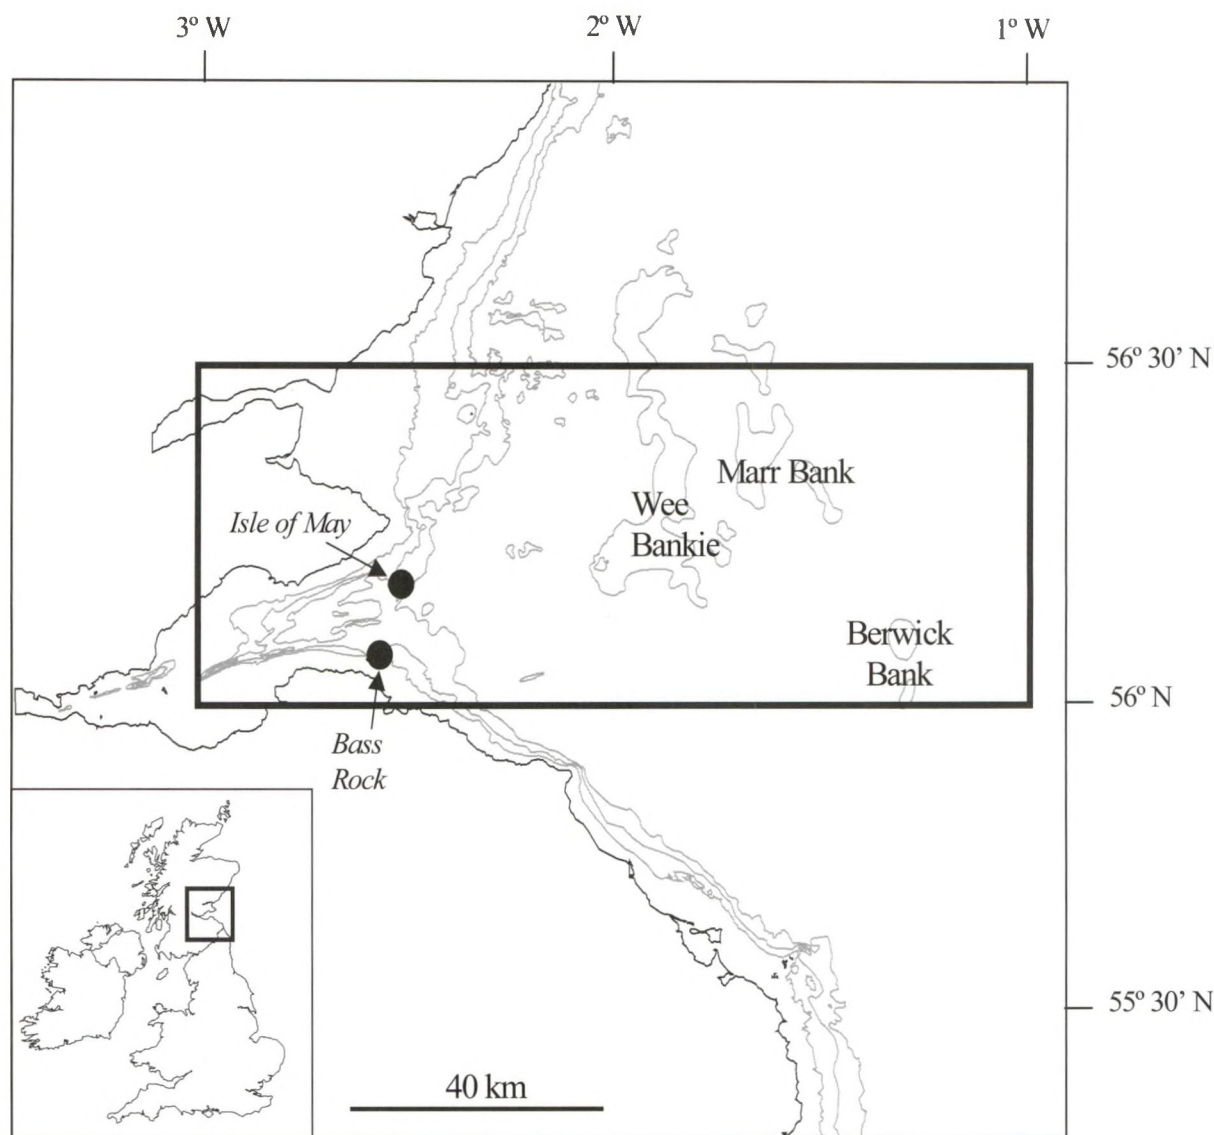 3º W
2º W
1º W
56º 30' N
Marr Bank
Wee
Bankie
Isle of May
Berwick
Bank
56º N
Bass
Rock
55º 30' N
40 km